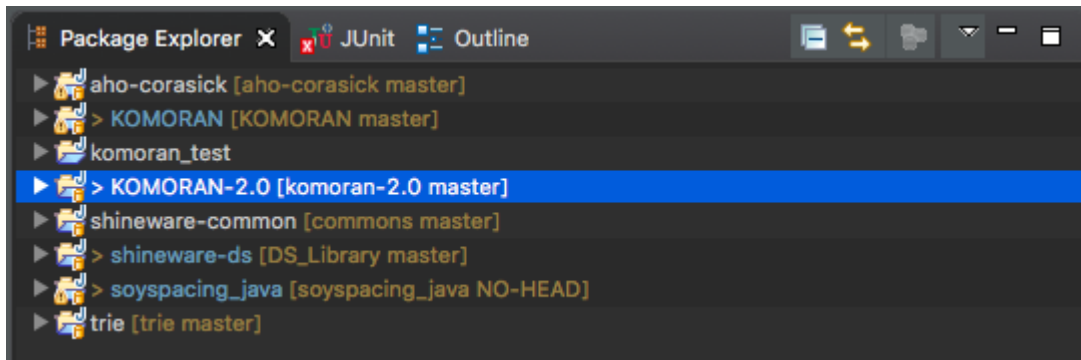 Package Explorer JUnit Outline
aho-corasick [aho-corasick master]
> KOMORAN [KOMORAN master]
komoran_test
> KOMORAN-2.0 [komoran-2.0 master]
shineware-common [commons master]
> shineware-ds [DS_Library master]
> soyspacing_java [soyspacing_java NO-HEAD]
trie [trie master]